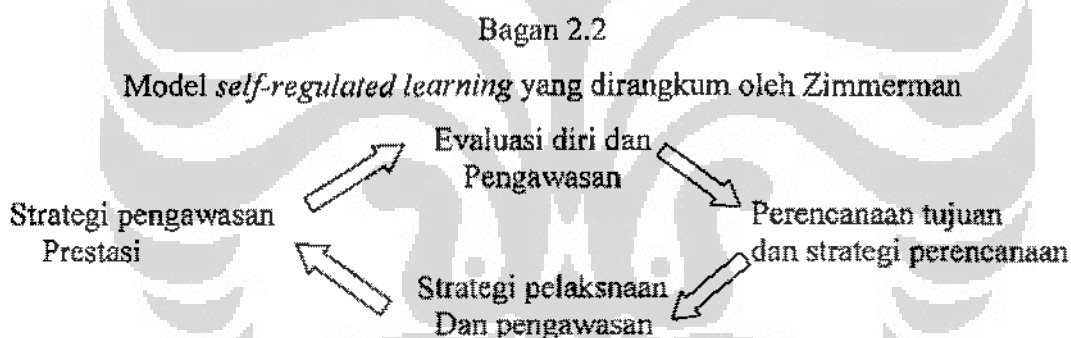 Bagan 2.2
Model self-regulated learning yang dirangkum oleh Zimmerman
Evaluasi diri dan
Pengawasan
Strategi pengawasan
Prestasi
Perencanaan tujuan
dan strategi perencanaan
Strategi pelaksnaan
Dan pengawasan